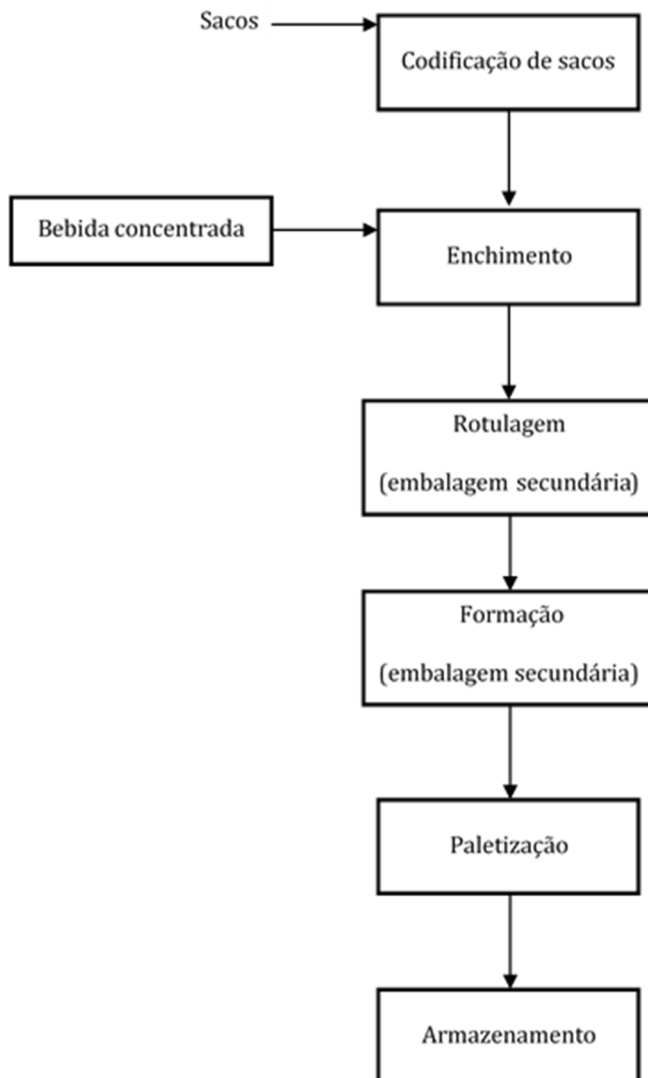 Sacos
Codificação de sacos
Bebida concentrada
Enchimento
Rotulagem
(embalagem secundária)
Formação
(embalagem secundária)
Paletização
Armazenamento